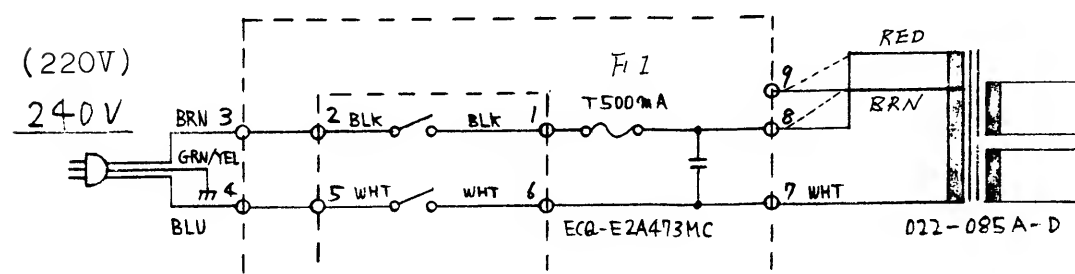 (220V)
240V
F1 1
T500mA
RED
BRN
9
8
BRN 3
2 BLK
BLK 1
GRN/YEL
4
BLU
5 WHT
WHT 6
7 WHT
ECQ-E2A473MC
022-085A-D